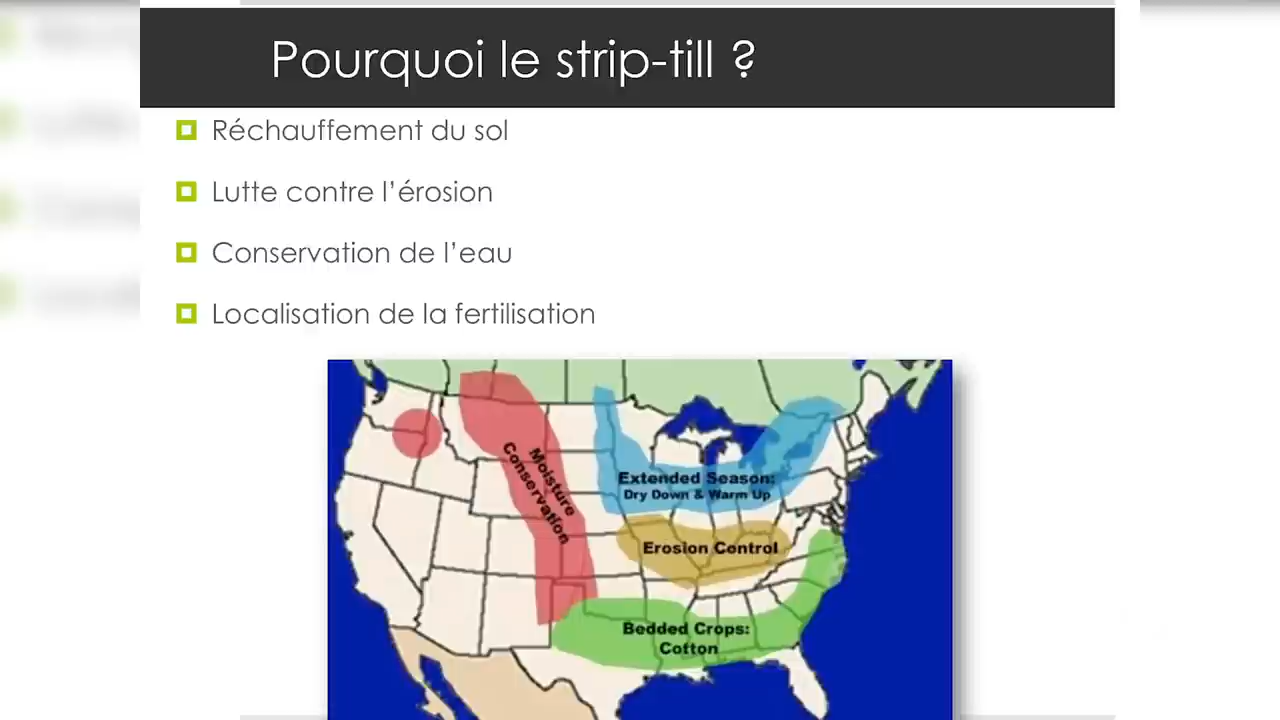 Pourquoi le strip-till ?
Réchauffement du sol
Lutte contre l'érosion
Conservation de l'eau
Localisation de la fertilisation
Moisture
Conservation
Extended Season:
Dry Down & Warm Up
Erosion Control
Bedded Crops:
Cotton